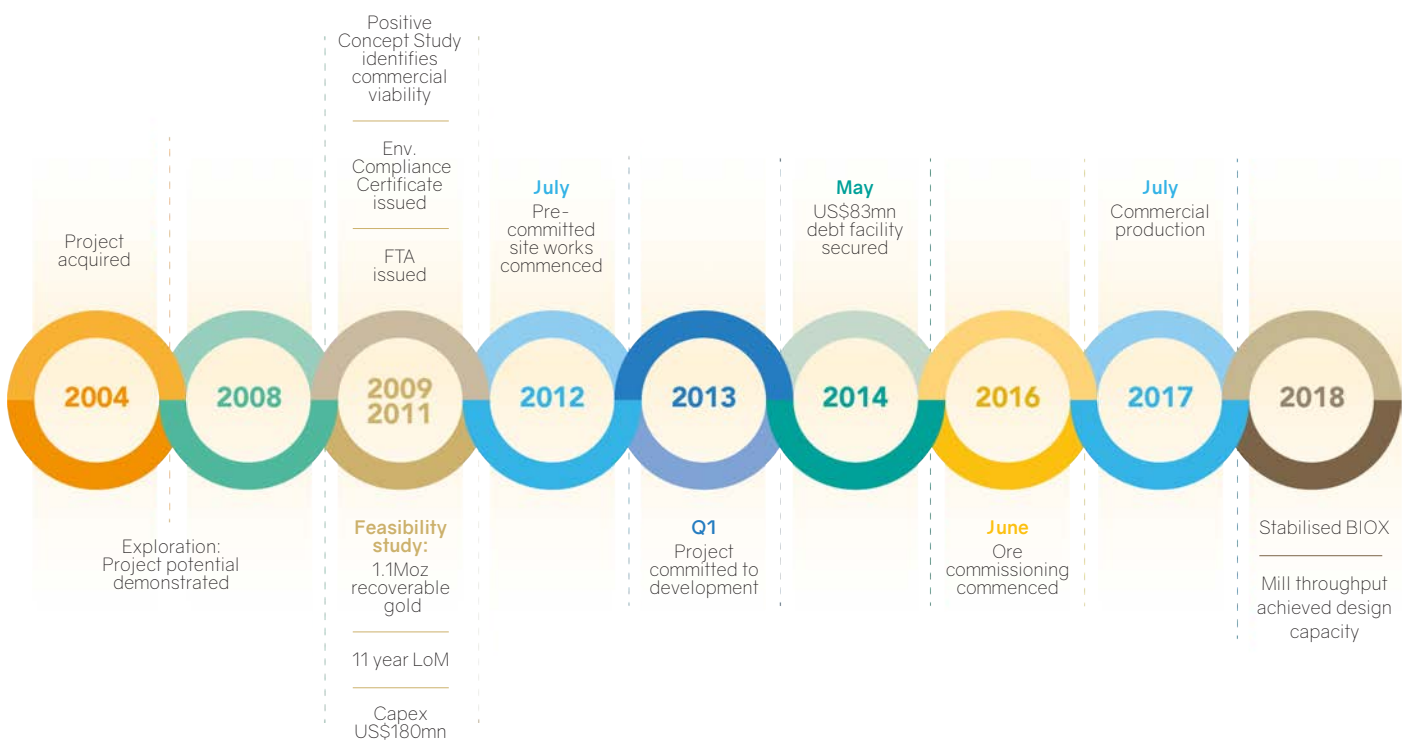 Project
acquired
2004
2008
Exploration:
Project potential
demonstrated
Positive
Concept Study
identifies
commercial
viability
Env.
Compliance
Certificate
issued
FTA
issued
2009
2011
Feasibility
study:
1.1Moz
recoverable
gold
11 year LoM
Capex
US$180mn
July
Pre-
committed
site works
commenced
2012
2013
Q1
Project
committed to
development
May
US$83mn
debt facility
secured
2014
2016
June
Ore
commissioning
commenced
July
Commercial
production
2017
2018
Stabilised BIOX
Mill throughput
achieved design
capacity